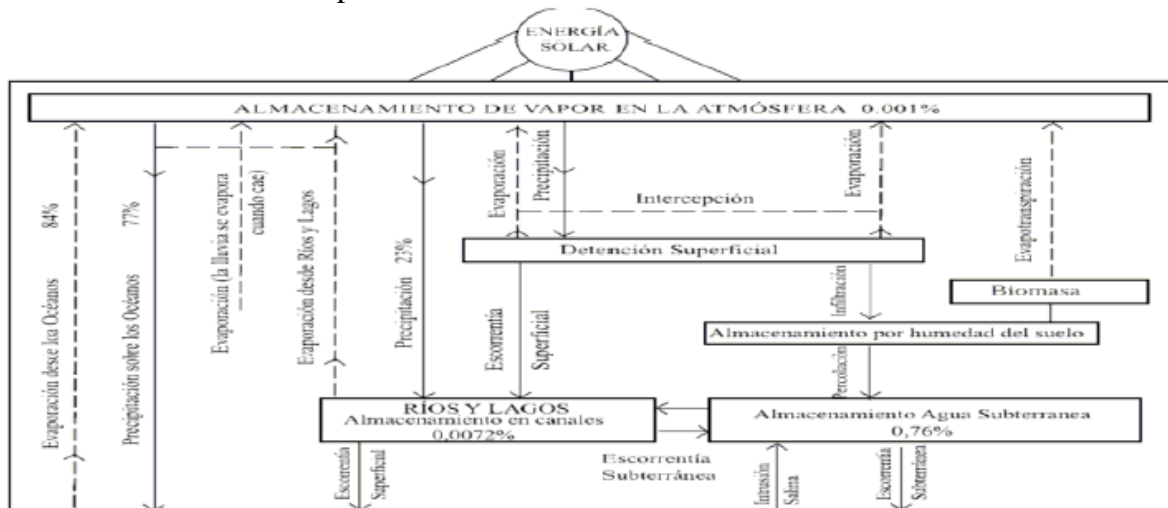 ENERGÍA
SOLAR
ALMACENAMIENTO DE VAPOR EN LA ATMÓSFERA 0.001%
Evaporación desde los Océanos 84%
Precipitación sobre los Océanos 77%
Evaporación (la lluvia se evapora
cuando cae)
Evaporación desde Ríos y Lagos
Precipitación 23%
Evaporación
Precipitación
Intercepción
Evaporación
Evapotranspiración
Detención Superficial
Escorrentía
Superficial
Infiltración
Biomasa
Almacenamiento por humedad del suelo
Percolación
RÍOS Y LAGOS
Almacenamiento en canales
0,0072%
Almacenamiento Agua Subterranea
0,76%
Escorrentía
Subterránea
Escorrentía
Superficial
Intrusión
Salina
Escorrentía
Subterránea